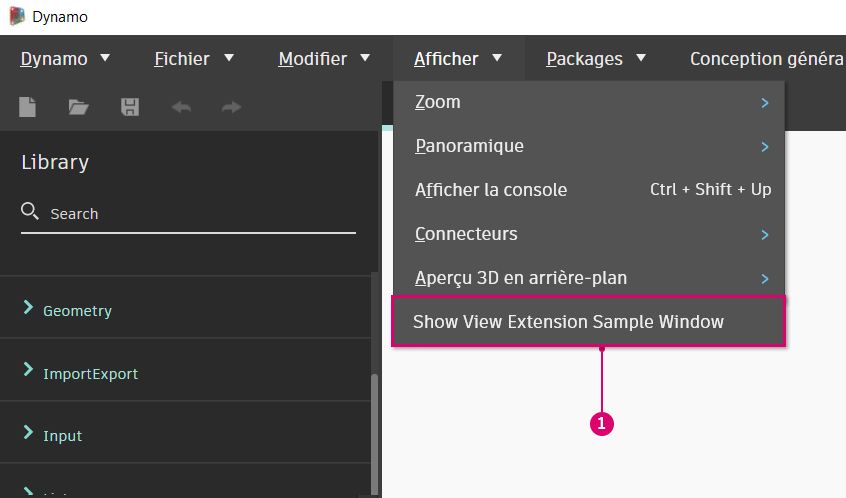 Dynamo
Dynamo Fichier Modifier Afficher Packages Conception généra
Zoom
Panoramique
Afficher la console Ctrl + Shift + Up
Connecteurs
Aperçu 3D en arrière-plan
Show View Extension Sample Window
1
Library
Search
Geometry
ImportExport
Input